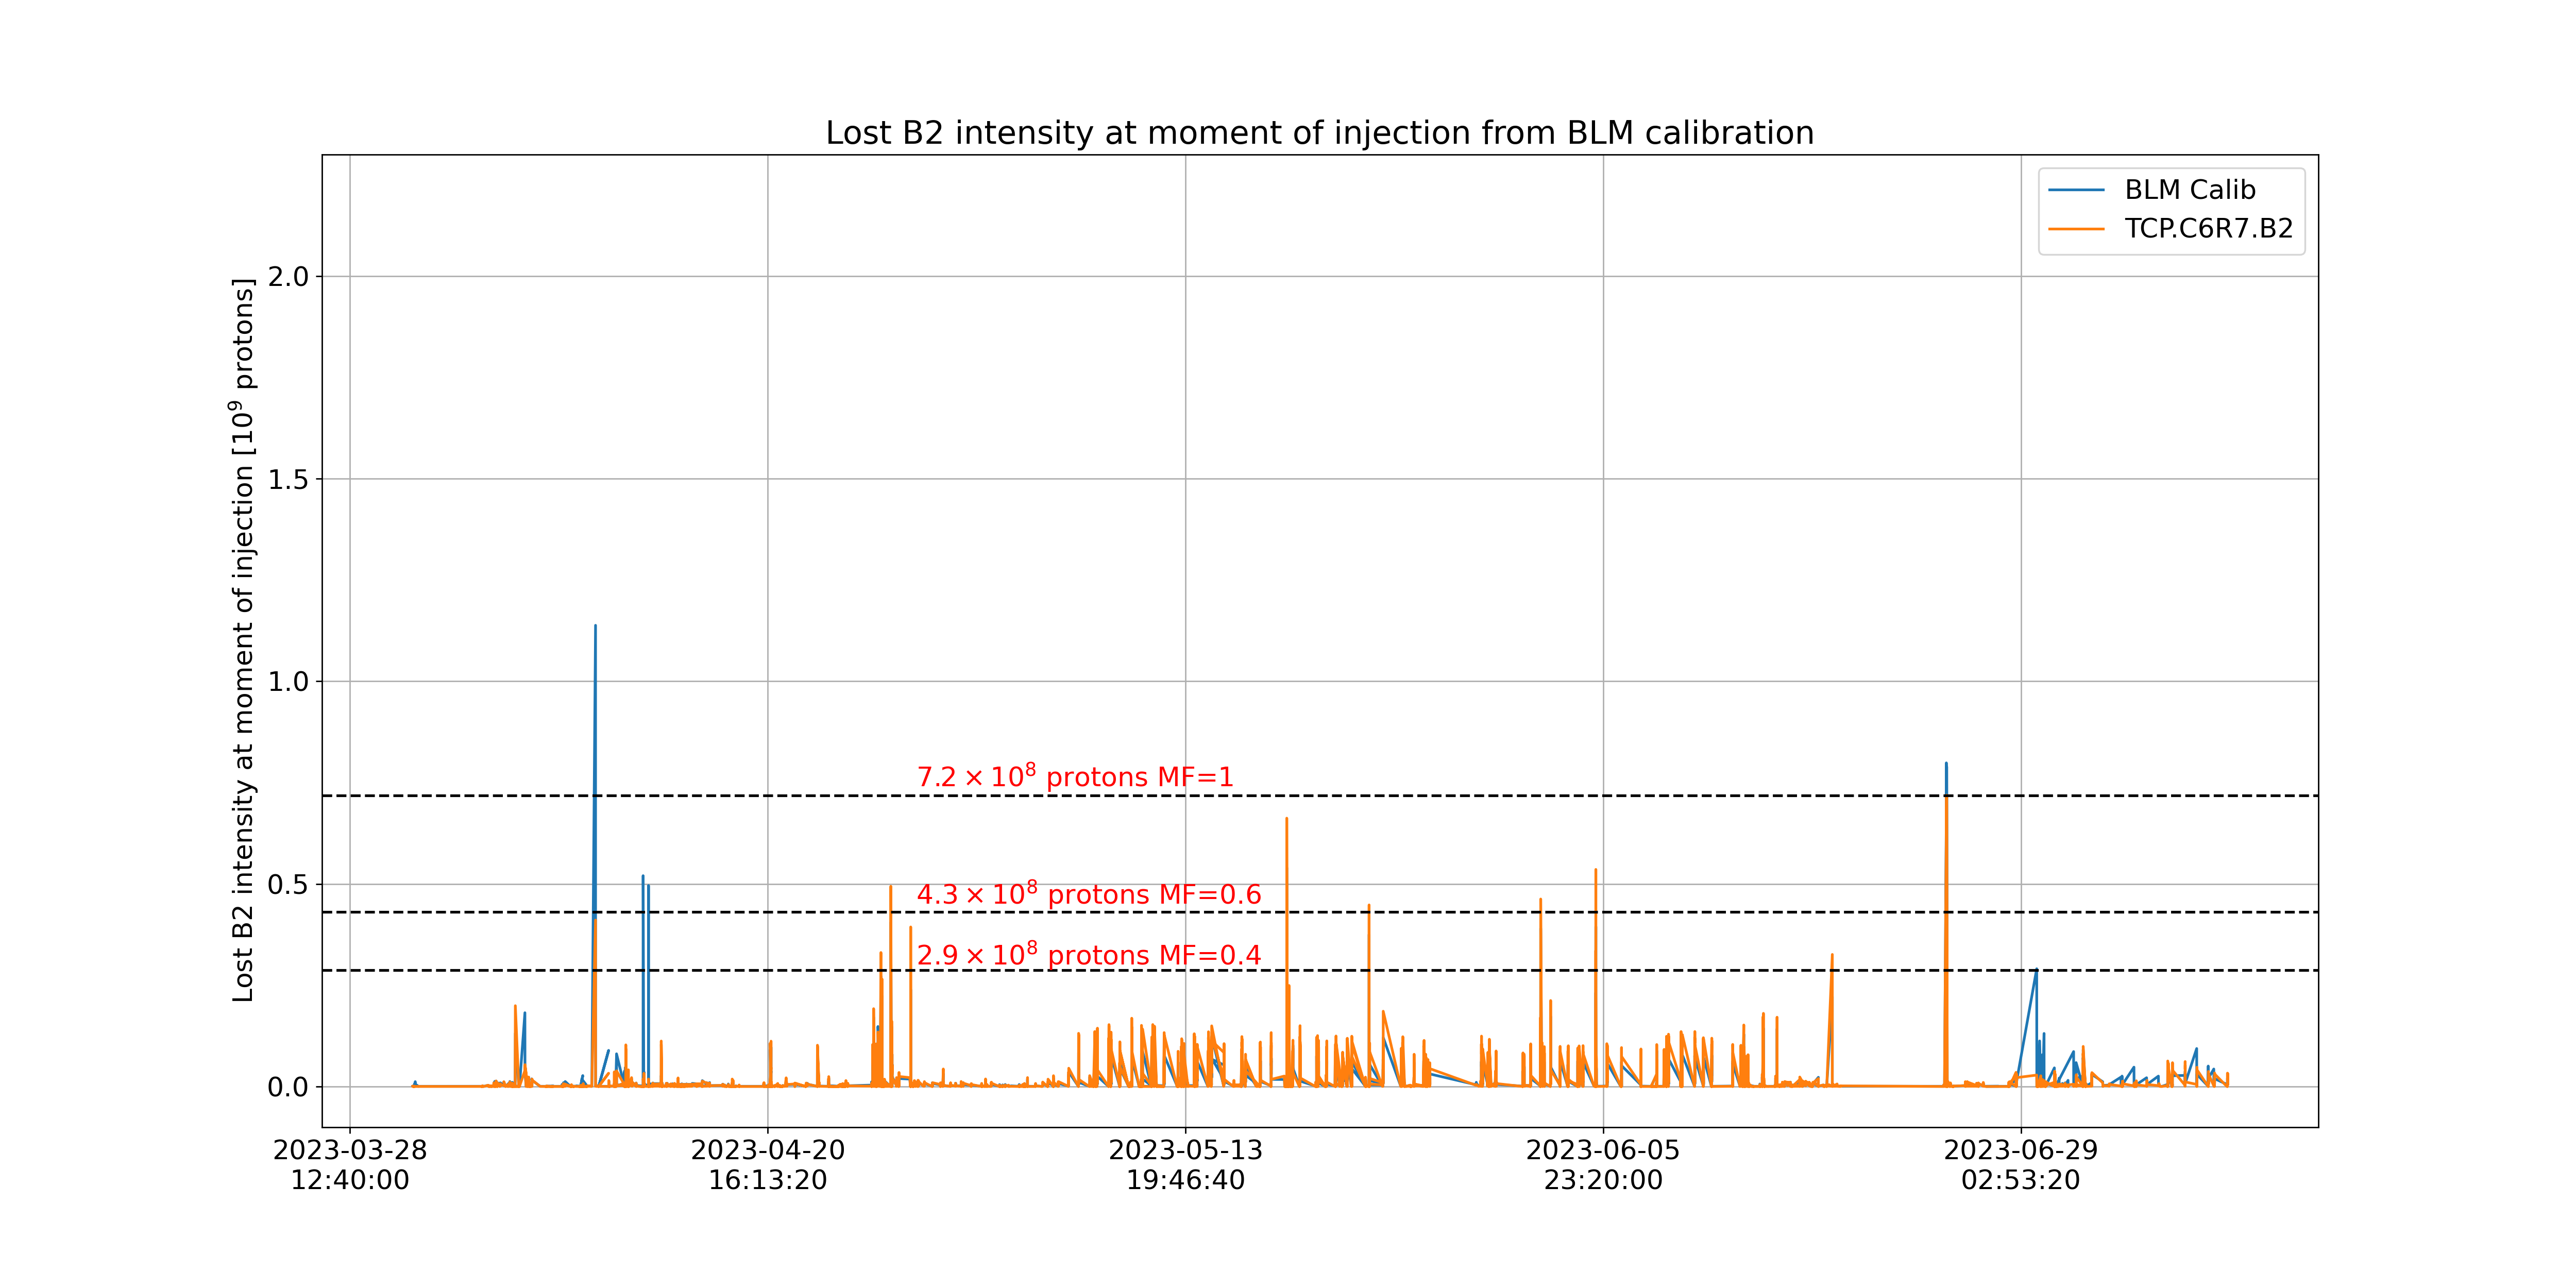 Lost B2 intensity at moment of injection from BLM calibration
BLM Calib
TCP.C6R7.B2
Lost B2 intensity at moment of injection [10⁹ protons]
2.0
1.5
1.0
0.5
0.0
7.2 × 10⁸ protons MF=1
4.3 × 10⁸ protons MF=0.6
2.9 × 10⁸ protons MF=0.4
2023-03-28
12:40:00
2023-04-20
16:13:20
2023-05-13
19:46:40
2023-06-05
23:20:00
2023-06-29
02:53:20